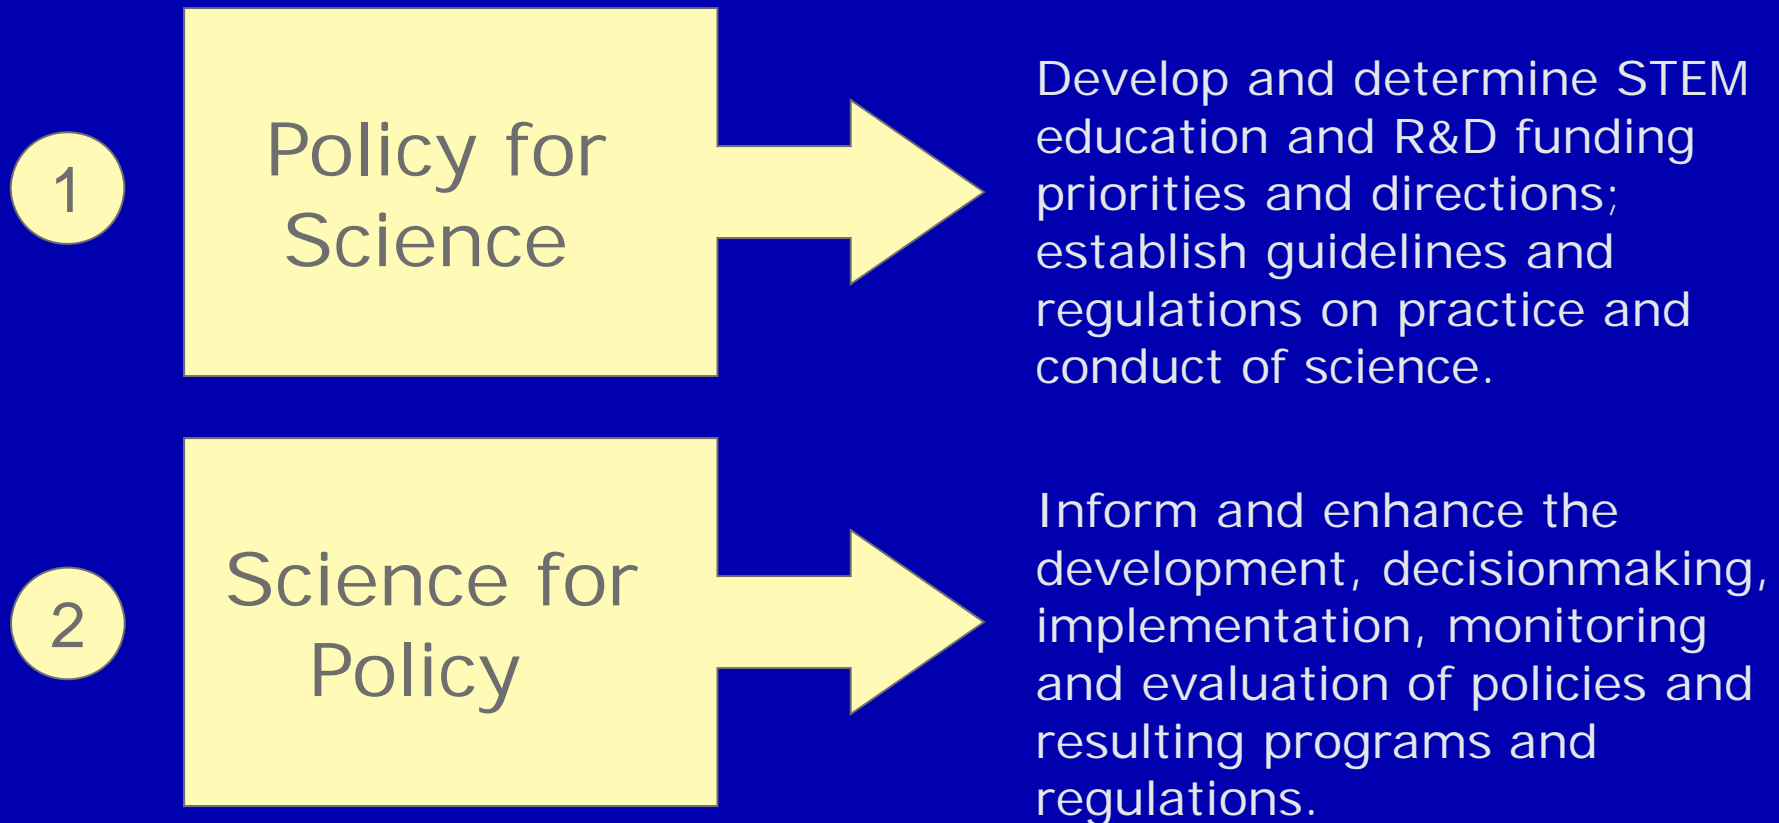 1
Policy for
Science
Develop and determine STEM
education and R&D funding
priorities and directions;
establish guidelines and
regulations on practice and
conduct of science.
2
Science for
Policy
Inform and enhance the
development, decisionmaking,
implementation, monitoring
and evaluation of policies and
resulting programs and
regulations.